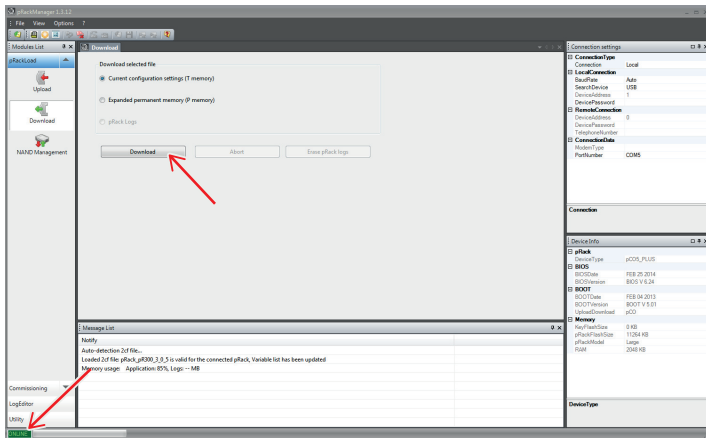 pRackManager 1.3.12
File View Options ?
Modules List
pRackLoad
Upload
Download
NAND Management
Commissioning
LogEditor
Utility
ONLINE
Download
Download selected file
Current configuration settings (T memory)
Expanded permanent memory (P memory)
pRack Logs
Download Abort Erase pRack logs
Message List
Notify
Auto-detection 2cf file...
Loaded 2cf file: pRack_pR300_3_0_5 is valid for the connected pRack, Variable list has been updated
Memory usage: Application: 85%, Logs: -- MB
Connection settings
ConnectionType
Connection Local
LocalConnection
BaudRate Auto
SearchDevice USB
DeviceAddress 1
DevicePassword
RemoteConnection
DeviceAddress 0
DevicePassword
TelephoneNumber
ConnectionData
ModemType
PortNumber COM5
Connection
Device Info
pRack
DeviceType pCO5_PLUS
BIOS
BIOSDate FEB 25 2014
BIOSVersion BIOS V 6.24
BOOT
BOOTDate FEB 04 2013
BOOTVersion BOOT V 5.01
UploadDownload pCO
Memory
KeyFlashSize 0 KB
pRackFlashSize 11264 KB
pRackModel Large
RAM 2048 KB
DeviceType